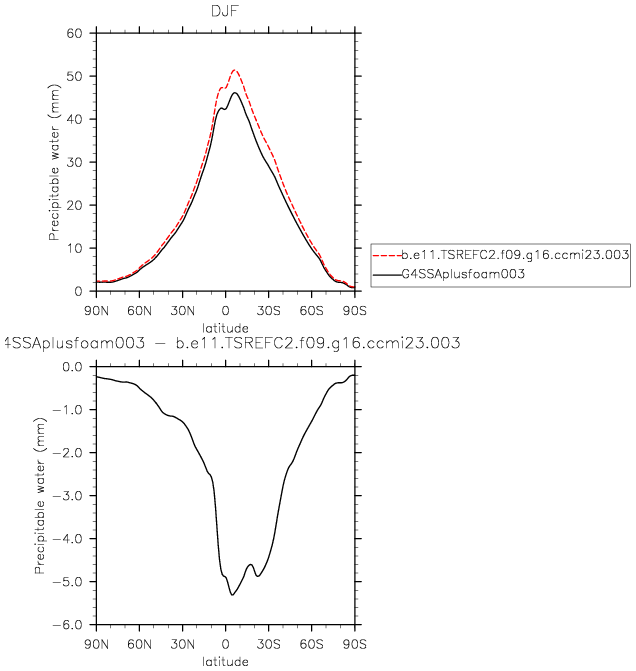 DJF
60
50
40
30
20
10
0
Precipitable water (mm)
90N 60N 30N 0 30S 60S 90S
latitude
b.e11.TSREFC2.f09.g16.ccmi23.003
G4SSAplusfoam003
4SSAplusfoam003 − b.e11.TSREFC2.f09.g16.ccmi23.003
0.0
−1.0
−2.0
−3.0
−4.0
−5.0
−6.0
Precipitable water (mm)
90N 60N 30N 0 30S 60S 90S
latitude